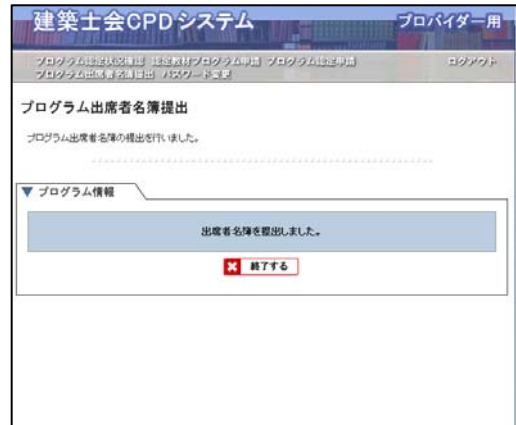 建築士会CPDシステム プロバイダー用
プログラム認定状況確認 認定教材プログラム申請 プログラム認定申請 ログアウト
プログラム出席者名簿提出 パスワード変更
プログラム出席者名簿提出
プログラム出席者名簿の提出を行いました。
▼ プログラム情報
出席者名簿を提出しました。
終了する